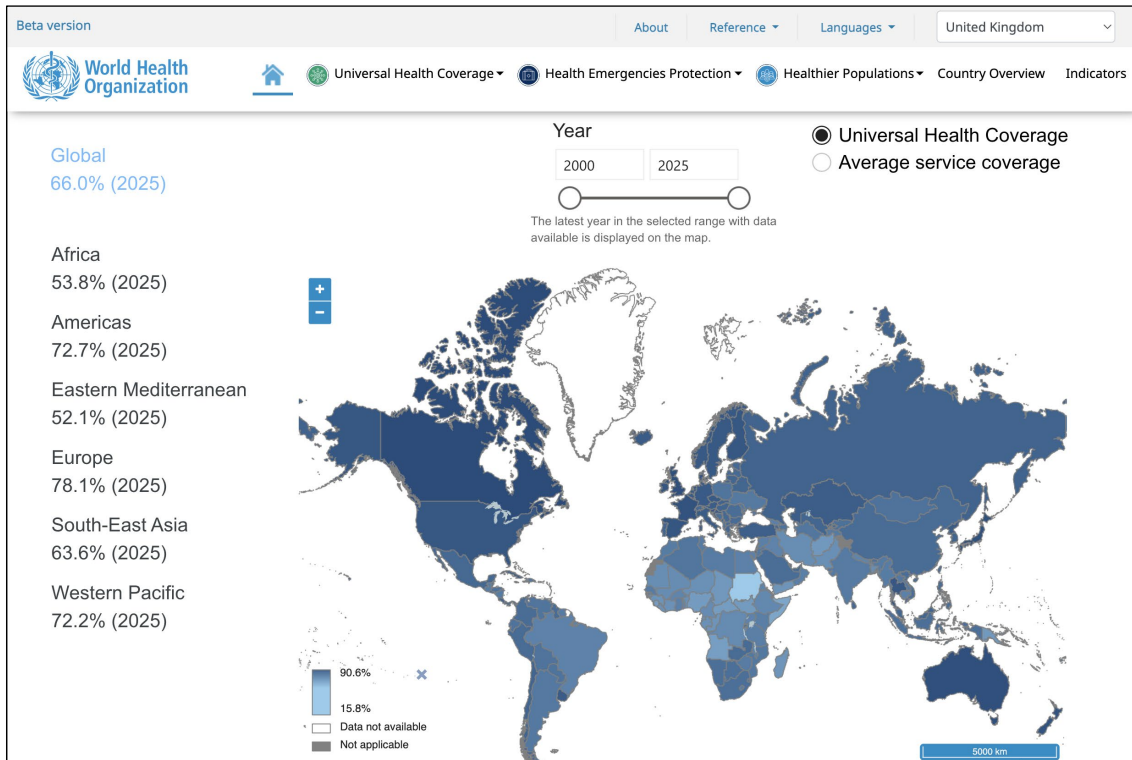 Beta version
About
Reference
Languages
United Kingdom
World Health
Organization
Universal Health Coverage
Health Emergencies Protection
Healthier Populations
Country Overview
Indicators
Global
66.0% (2025)
Year
2000
2025
The latest year in the selected range with data
available is displayed on the map.
Universal Health Coverage
Average service coverage
Africa
53.8% (2025)
Americas
72.7% (2025)
Eastern Mediterranean
52.1% (2025)
Europe
78.1% (2025)
South-East Asia
63.6% (2025)
Western Pacific
72.2% (2025)
+
−
90.6%
15.8%
Data not available
Not applicable
5000 km